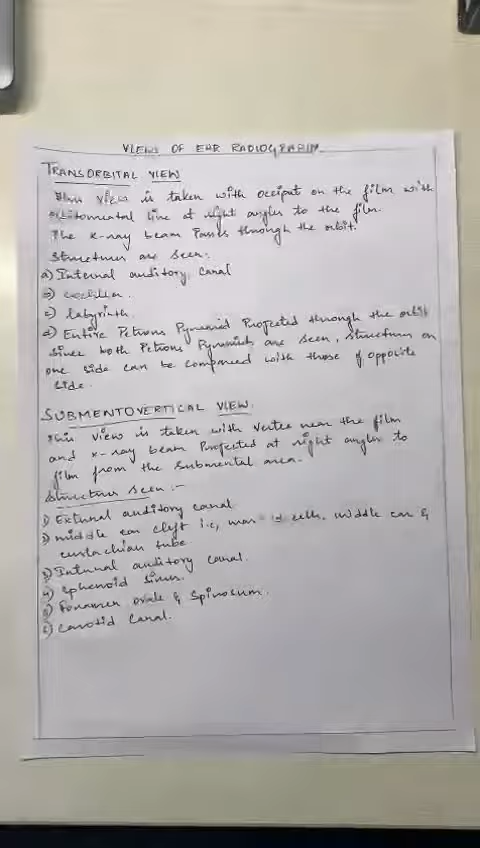 VIEWS OF EAR RADIOGRAPHY
TRANSORBITAL VIEW
This view is taken with occiput on the film with
orbitomeatal line at right angles to the film.
The x-ray beam Passes through the orbit.
Structures are seen:
a) Internal auditory canal
b) cochlea.
c) labyrinth.
d) Entire Petrous Pyramid Projected through the orbit
since both Petrous Pyramids are seen, structures on
one side can be compared with those of opposite
side.
SUBMENTOVERTICAL VIEW.
This view is taken with vertex near the film
and x-ray beam Projected at right angles to
film from the submental area.
Structures seen :-
1) External auditory canal
2) middle ear cleft i.e, cells, middle ear &
eustachian tube
3) Internal auditory canal.
4) sphenoid sinus.
5) Foramen ovale & spinosum.
6) carotid canal.